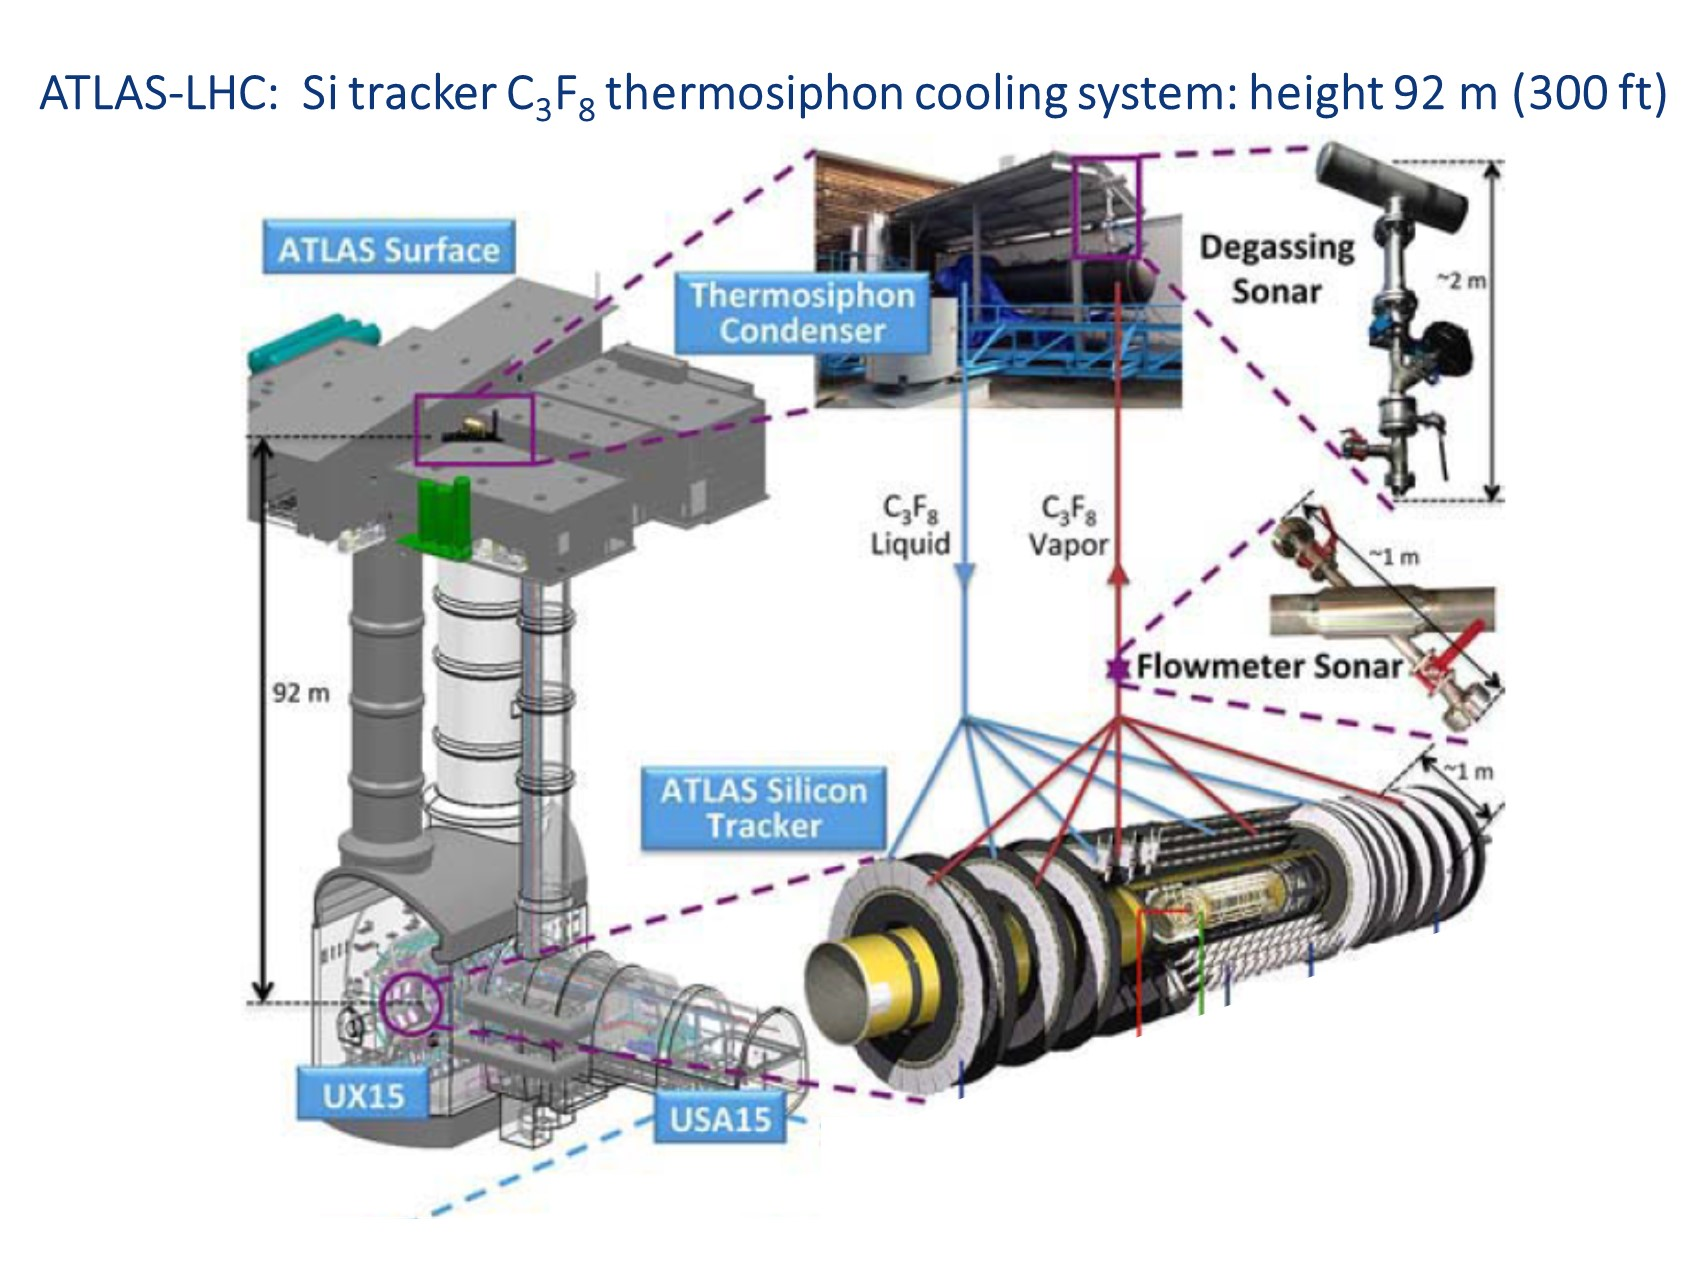 ATLAS-LHC: Si tracker C₃F₈ thermosiphon cooling system: height 92 m (300 ft)
ATLAS Surface
Thermosiphon
Condenser
Degassing
Sonar
~2 m
C₃F₈
Liquid
C₃F₈
Vapor
~1 m
Flowmeter Sonar
92 m
ATLAS Silicon
Tracker
~1 m
UX15
USA15